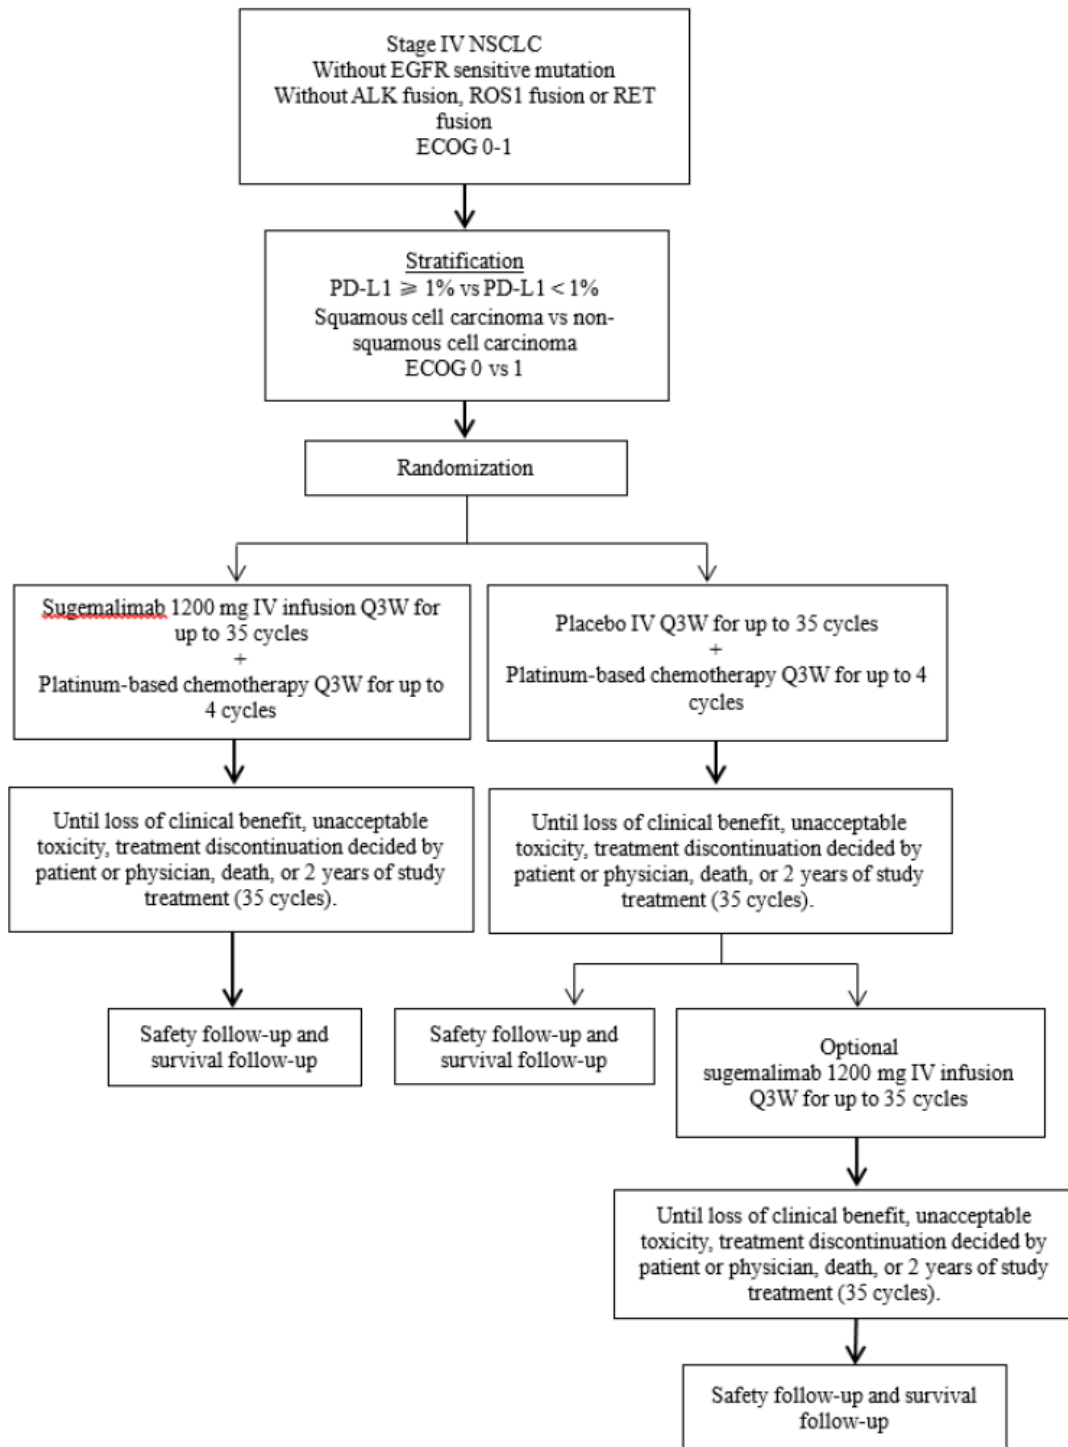 Stage IV NSCLC
Without EGFR sensitive mutation
Without ALK fusion, ROS1 fusion or RET
fusion
ECOG 0-1
Stratification
PD-L1 ⩾ 1% vs PD-L1 < 1%
Squamous cell carcinoma vs non-
squamous cell carcinoma
ECOG 0 vs 1
Randomization
Sugemalimab 1200 mg IV infusion Q3W for
up to 35 cycles
+
Platinum-based chemotherapy Q3W for up to
4 cycles
Placebo IV Q3W for up to 35 cycles
+
Platinum-based chemotherapy Q3W for up to 4
cycles
Until loss of clinical benefit, unacceptable
toxicity, treatment discontinuation decided by
patient or physician, death, or 2 years of study
treatment (35 cycles).
Until loss of clinical benefit, unacceptable
toxicity, treatment discontinuation decided by
patient or physician, death, or 2 years of study
treatment (35 cycles).
Safety follow-up and
survival follow-up
Safety follow-up and
survival follow-up
Optional
sugemalimab 1200 mg IV infusion
Q3W for up to 35 cycles
Until loss of clinical benefit, unacceptable
toxicity, treatment discontinuation decided by
patient or physician, death, or 2 years of study
treatment (35 cycles).
Safety follow-up and survival
follow-up